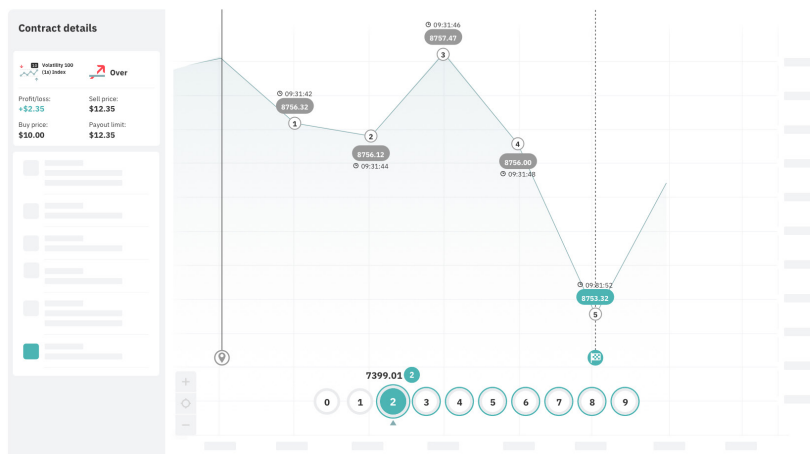 Contract details
1s
Volatility 100
(1s) Index
Over
Profit/loss:
Sell price:
+$2.35
$12.35
Buy price:
Payout limit:
$10.00
$12.35
09:31:46
8757.47
3
09:31:42
8756.32
1
2
8756.12
09:31:44
4
8756.00
09:31:48
09:31:52
8753.32
5
+
−
7399.01 2
0 1 2 3 4 5 6 7 8 9